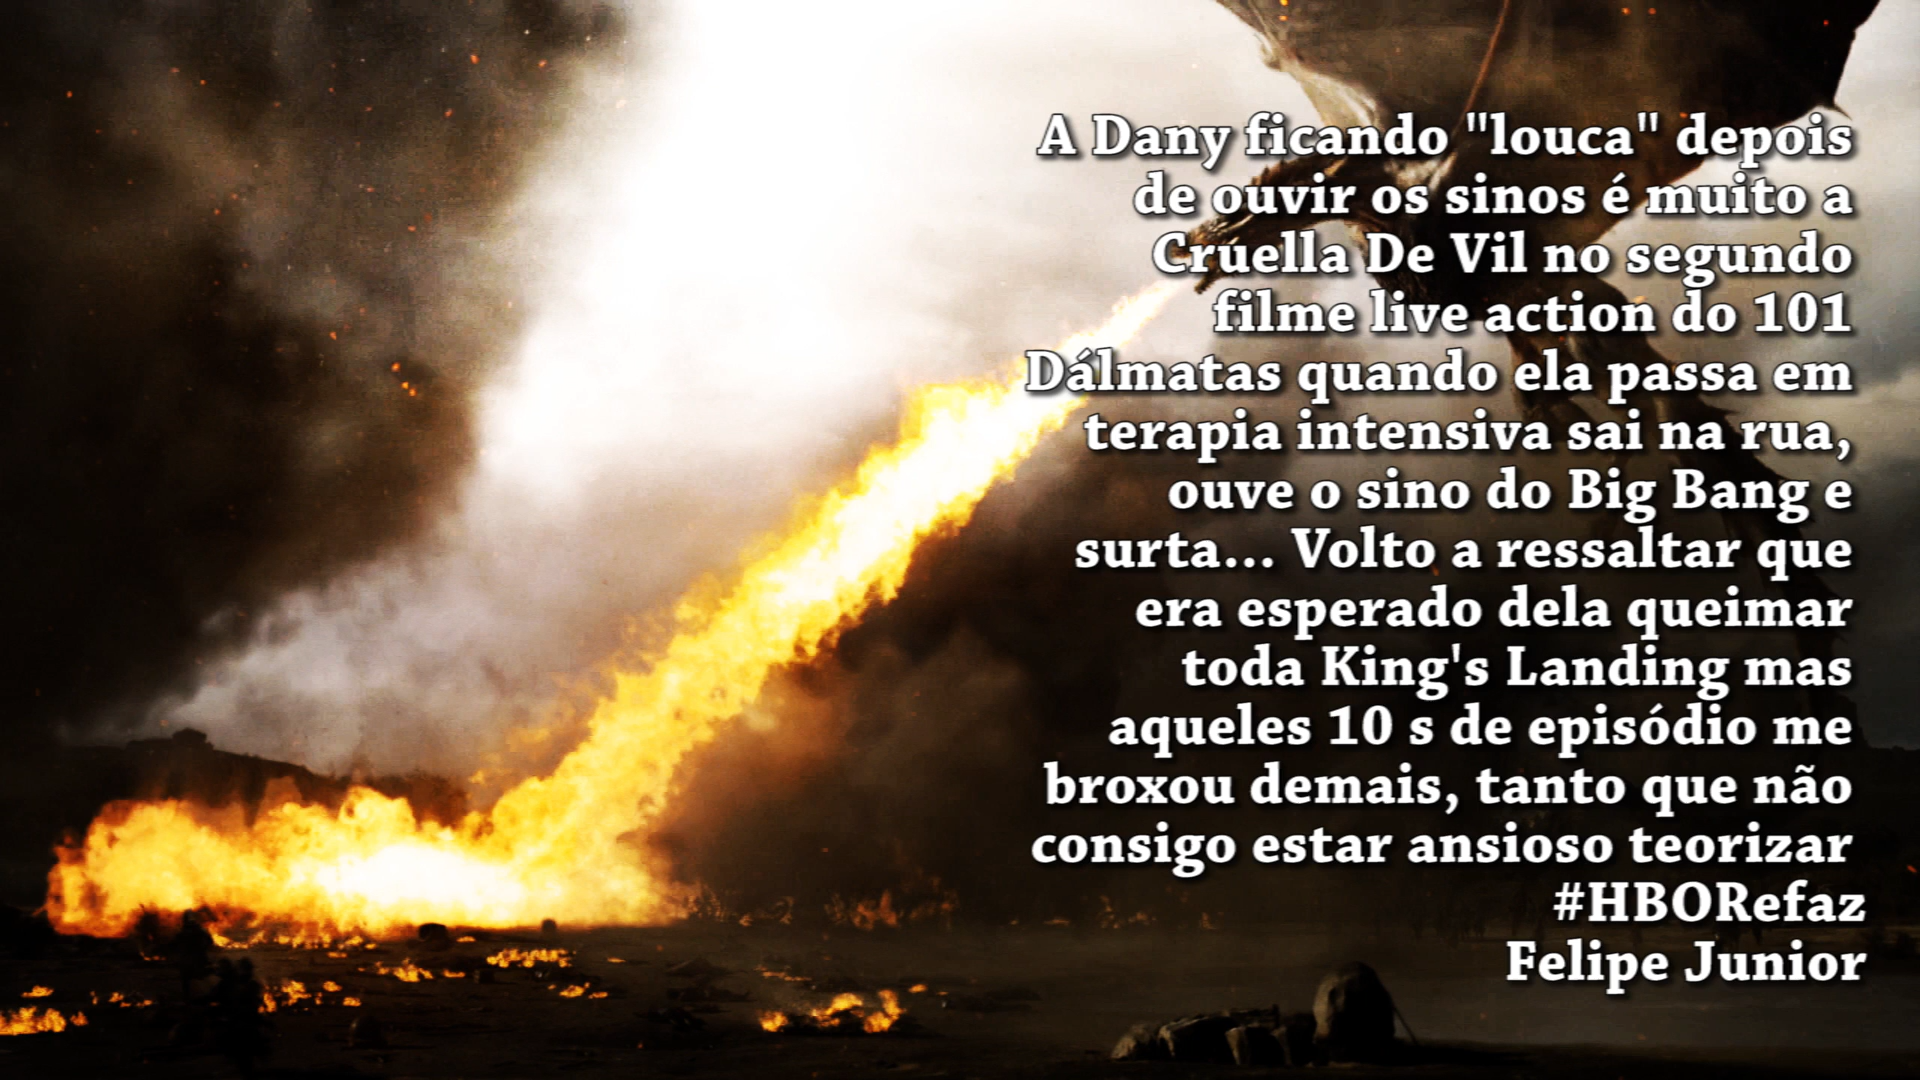 A Dany ficando "louca" depois
de ouvir os sinos é muito a
Cruella De Vil no segundo
filme live action do 101
Dálmatas quando ela passa em
terapia intensiva sai na rua,
ouve o sino do Big Bang e
surta... Volto a ressaltar que
era esperado dela queimar
toda King's Landing mas
aqueles 10 s de episódio me
broxou demais, tanto que não
consigo estar ansioso teorizar
#HBORefaz
Felipe Junior